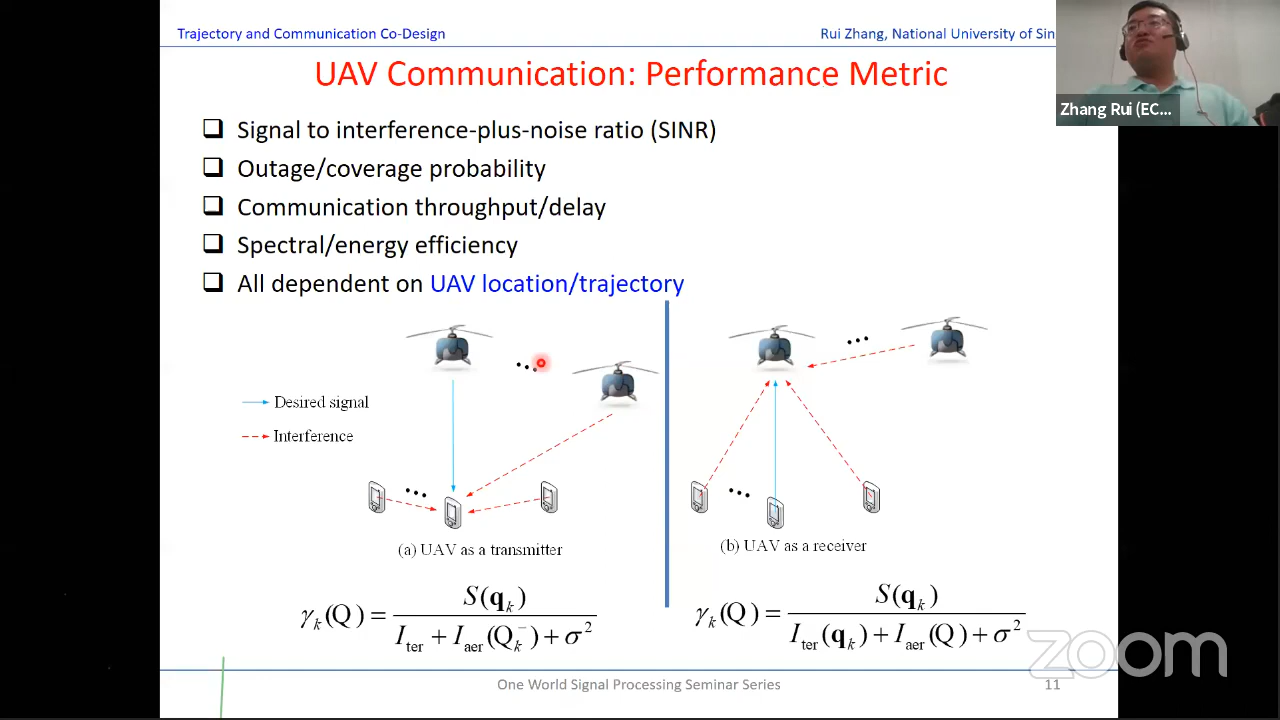 Trajectory and Communication Co-Design
Rui Zhang, National University of Sin
Zhang Rui (EC...
UAV Communication: Performance Metric
Signal to interference-plus-noise ratio (SINR)
Outage/coverage probability
Communication throughput/delay
Spectral/energy efficiency
All dependent on UAV location/trajectory
Desired signal
Interference
(a) UAV as a transmitter
(b) UAV as a receiver
γ_k(Q) = S(q_k) / (I_ter + I_aer(Q_k^-) + σ^2)
γ_k(Q) = S(q_k) / (I_ter(q_k) + I_aer(Q) + σ^2)
zoom
One World Signal Processing Seminar Series
11